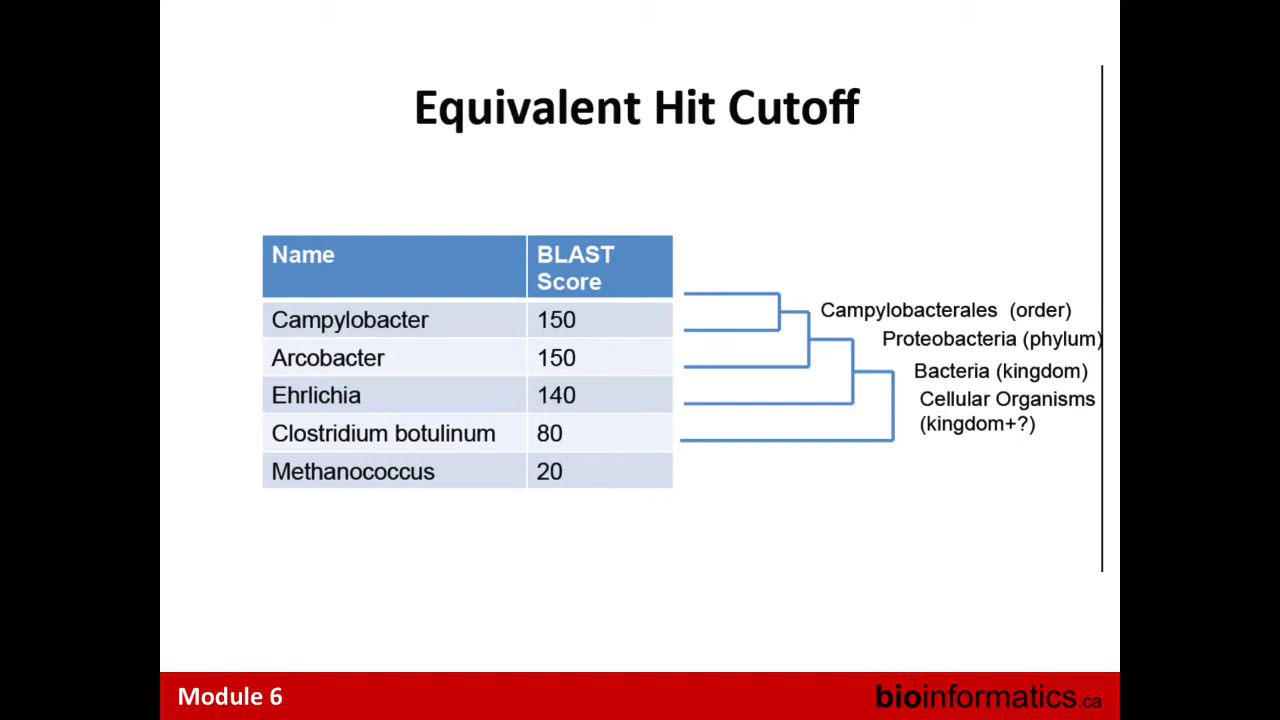 Equivalent Hit Cutoff
Name BLAST Score
Campylobacter 150
Arcobacter 150
Ehrlichia 140
Clostridium botulinum 80
Methanococcus 20
Campylobacterales (order)
Proteobacteria (phylum)
Bacteria (kingdom)
Cellular Organisms
(kingdom+?)
Module 6
bioinformatics.ca